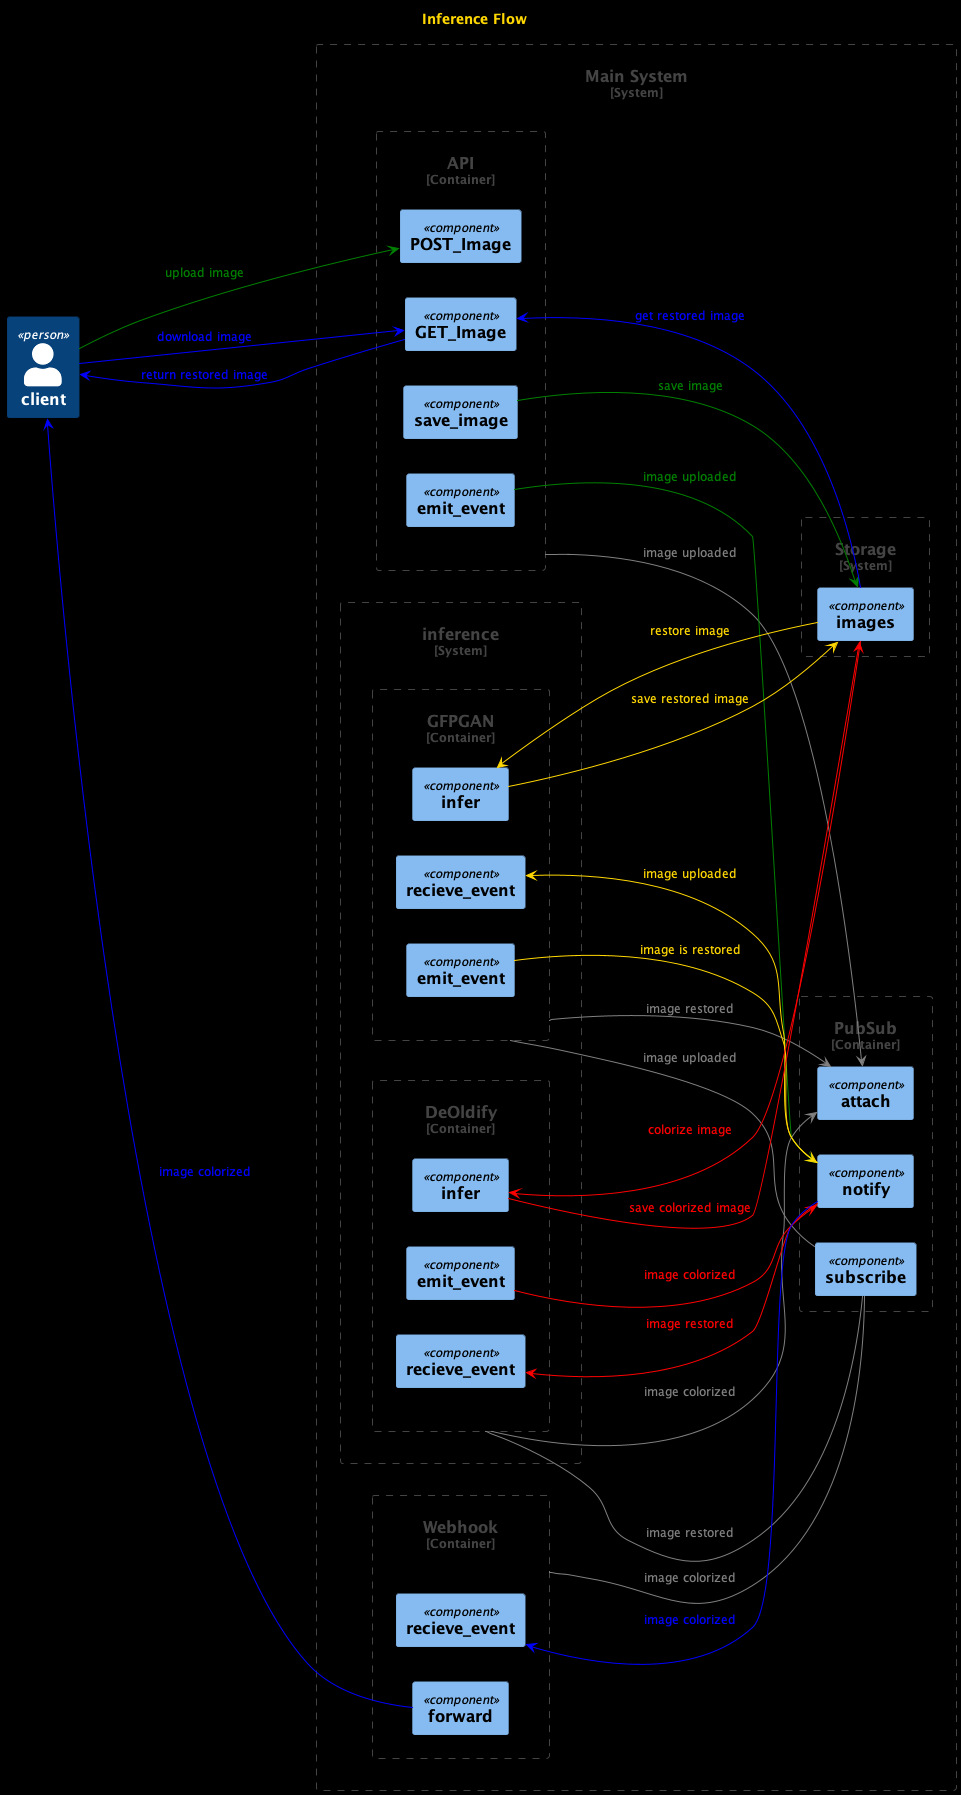 Inference Flow
Main System
[System]
API
[Container]
«component»
POST_Image
upload image
«component»
GET_Image
get restored image
«person»
client
download image
return restored image
«component»
save_image
save image
«component»
emit_event
image uploaded
image uploaded
Storage
[System]
«component»
images
inference
[System]
restore image
save restored image
GFPGAN
[Container]
«component»
infer
«component»
recieve_event
image uploaded
«component»
emit_event
image is restored
image restored
image uploaded
PubSub
[Container]
«component»
attach
«component»
notify
«component»
subscribe
DeOldify
[Container]
colorize image
«component»
infer
save colorized image
image colorized
«component»
emit_event
image colorized
image restored
«component»
recieve_event
image colorized
Webhook
[Container]
image restored
image colorized
«component»
recieve_event
image colorized
«component»
forward